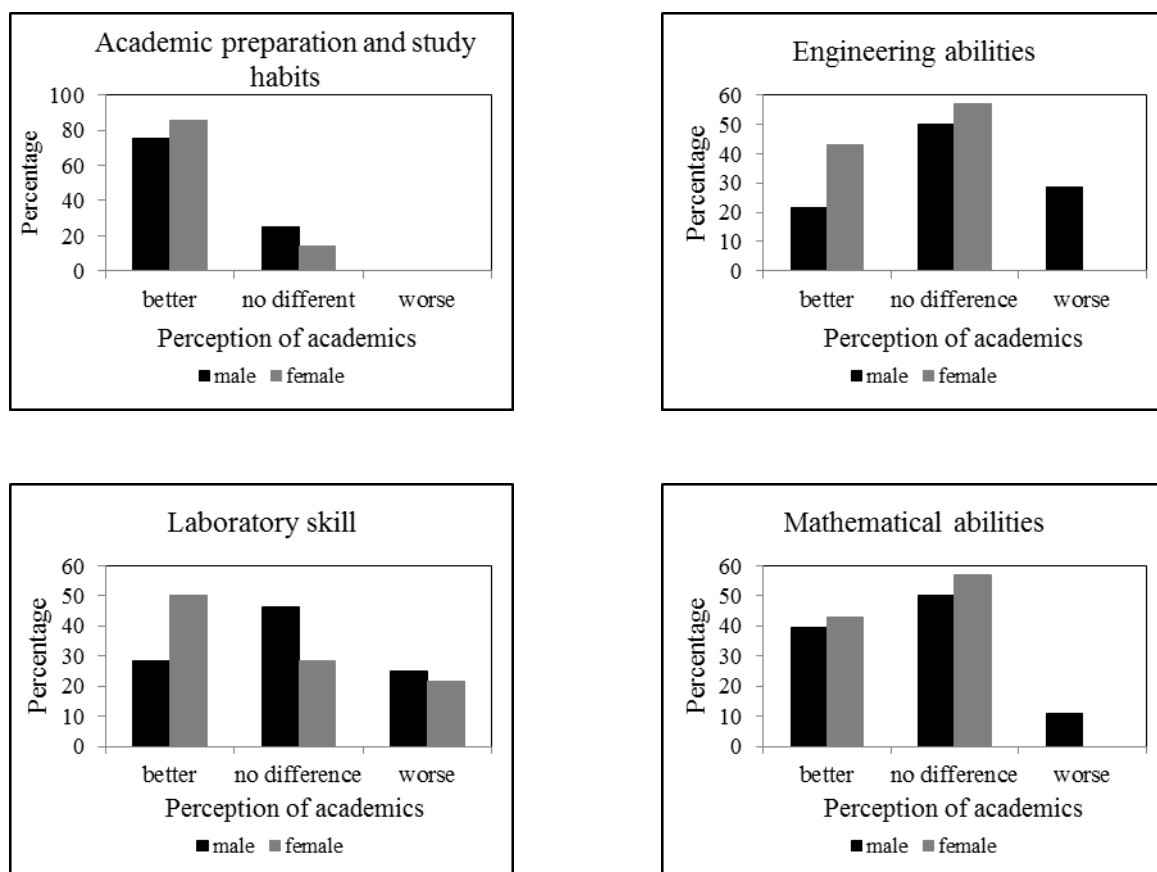 Academic preparation and study
habits
100
80
60
40
20
0
Percentage
better no different worse
Perception of academics
male female
Engineering abilities
60
50
40
30
20
10
0
Percentage
better no difference worse
Perception of academics
male female
Laboratory skill
60
50
40
30
20
10
0
Percentage
better no difference worse
Perception of academics
male female
Mathematical abilities
60
50
40
30
20
10
0
Percentage
better no difference worse
Perception of academics
male female